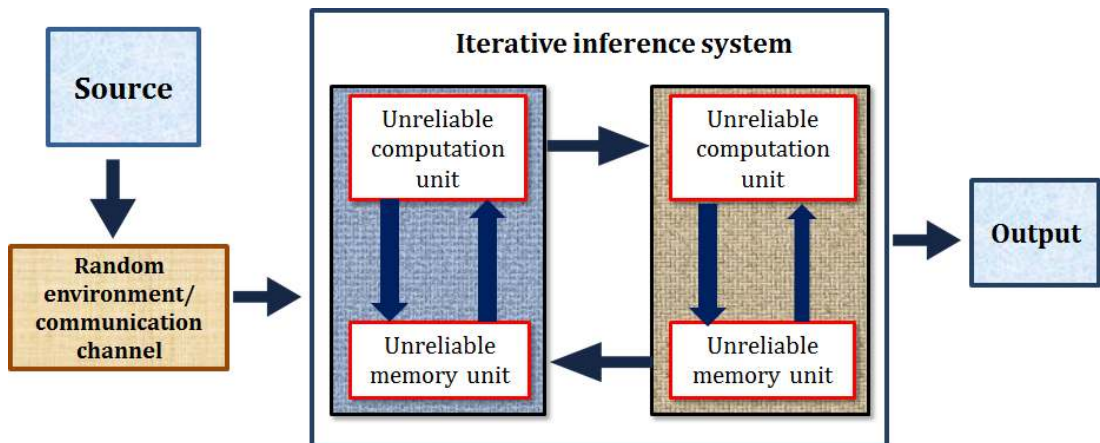 Source
Random
environment/
communication
channel
Iterative inference system
Unreliable
computation
unit
Unreliable
memory unit
Unreliable
computation
unit
Unreliable
memory unit
Output